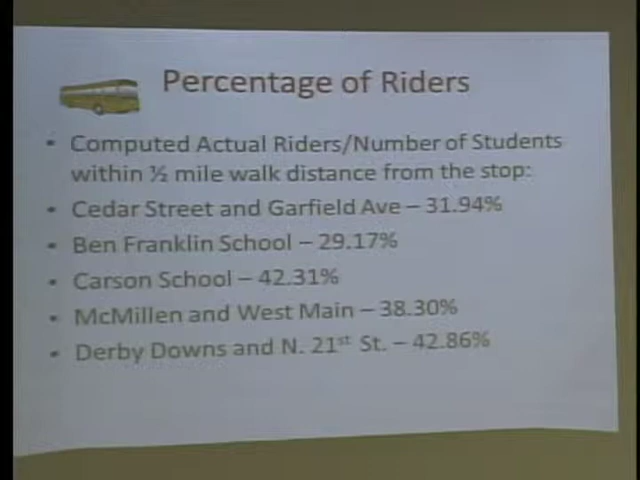 Percentage of Riders
• Computed Actual Riders/Number of Students
within ½ mile walk distance from the stop:
• Cedar Street and Garfield Ave – 31.94%
• Ben Franklin School – 29.17%
• Carson School – 42.31%
• McMillen and West Main – 38.30%
• Derby Downs and N. 21st St. – 42.86%